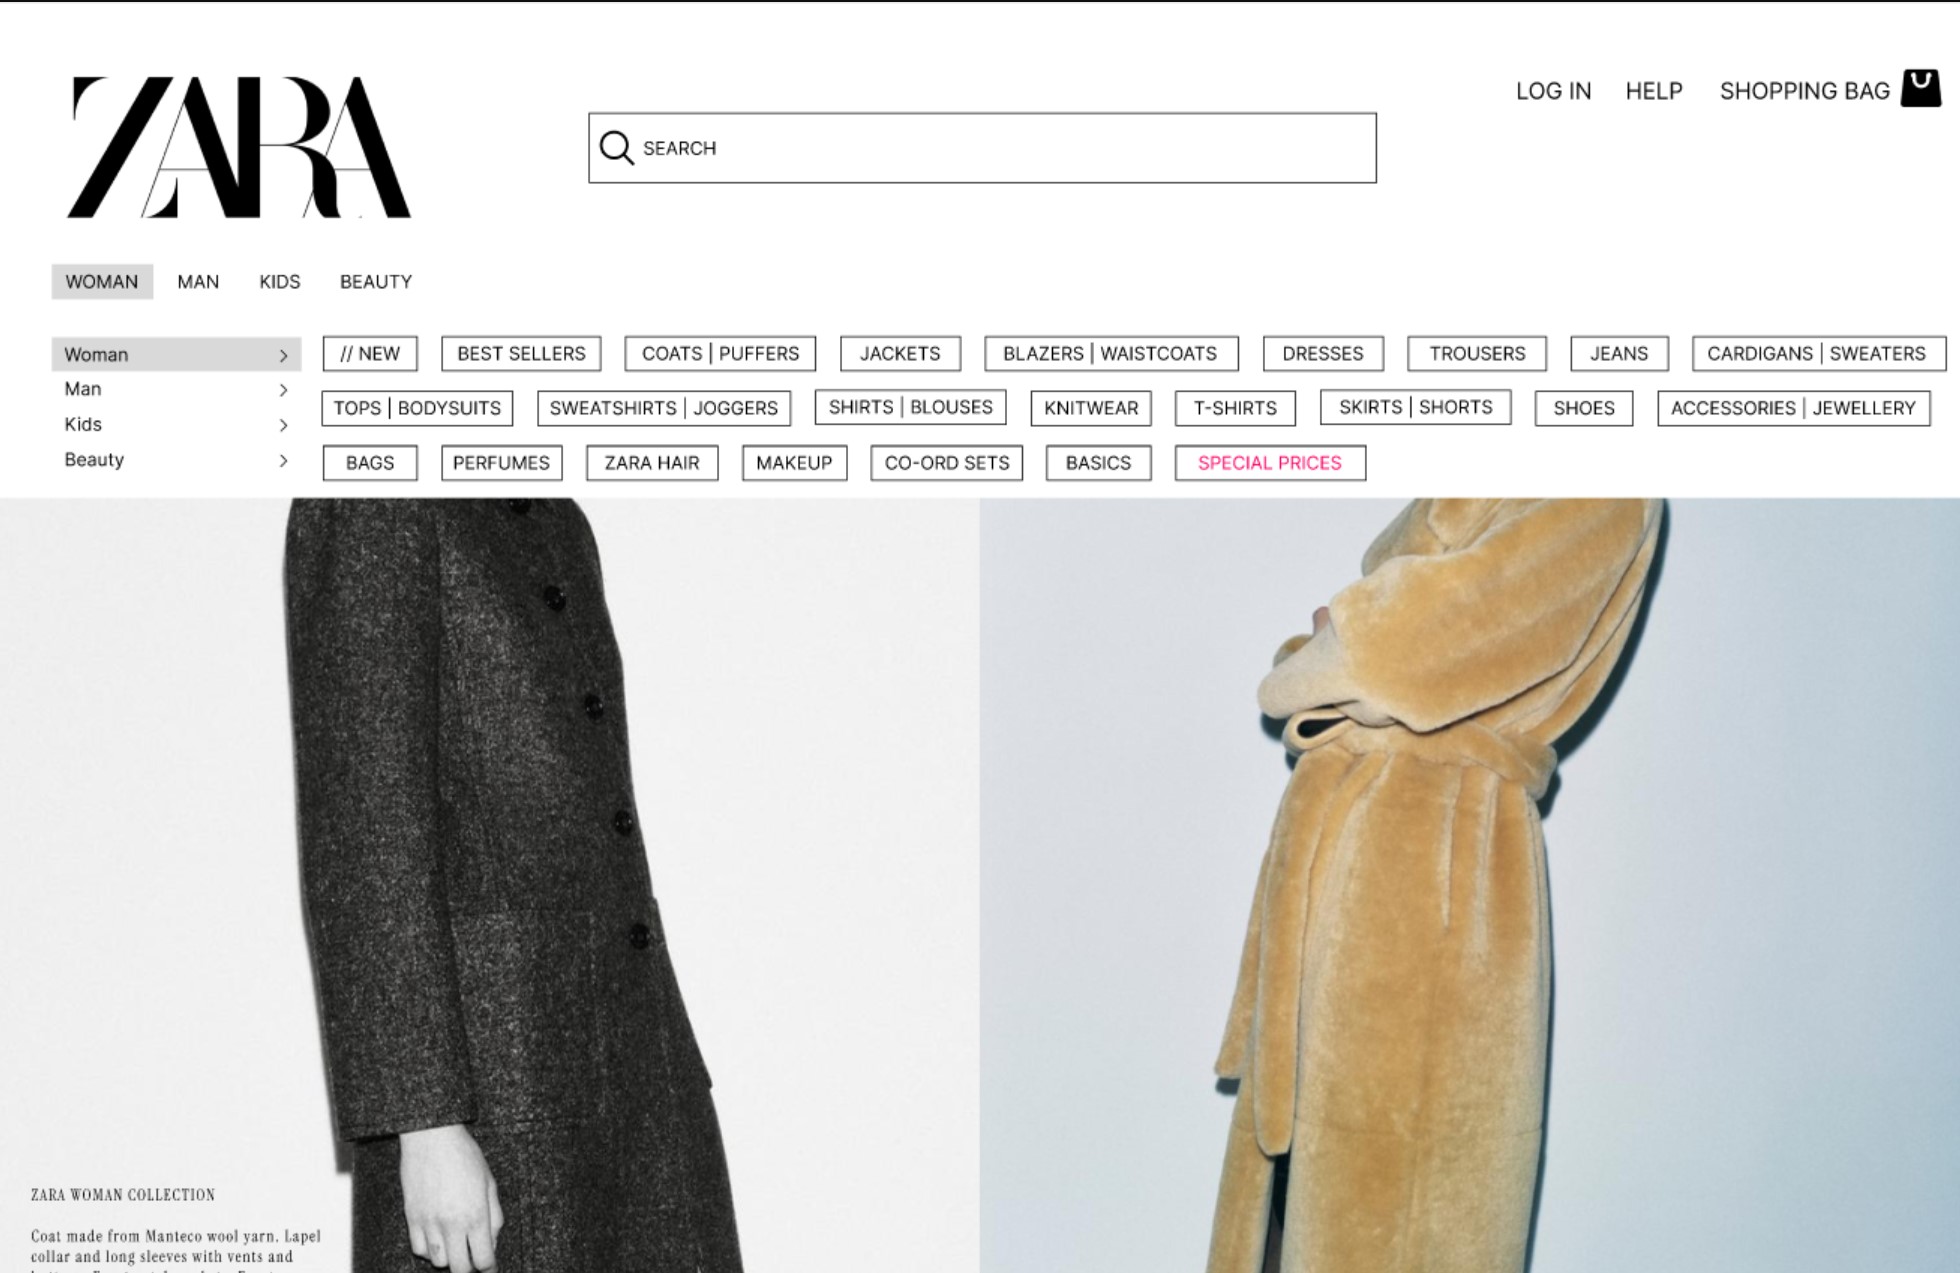 ZARA
LOG IN HELP SHOPPING BAG
SEARCH
WOMAN MAN KIDS BEAUTY
Woman >
Man >
Kids >
Beauty >
// NEW BEST SELLERS COATS | PUFFERS JACKETS BLAZERS | WAISTCOATS DRESSES TROUSERS JEANS CARDIGANS | SWEATERS
TOPS | BODYSUITS SWEATSHIRTS | JOGGERS SHIRTS | BLOUSES KNITWEAR T-SHIRTS SKIRTS | SHORTS SHOES ACCESSORIES | JEWELLERY
BAGS PERFUMES ZARA HAIR MAKEUP CO-ORD SETS BASICS SPECIAL PRICES
ZARA WOMAN COLLECTION
Coat made from Manteco wool yarn. Lapel
collar and long sleeves with vents and